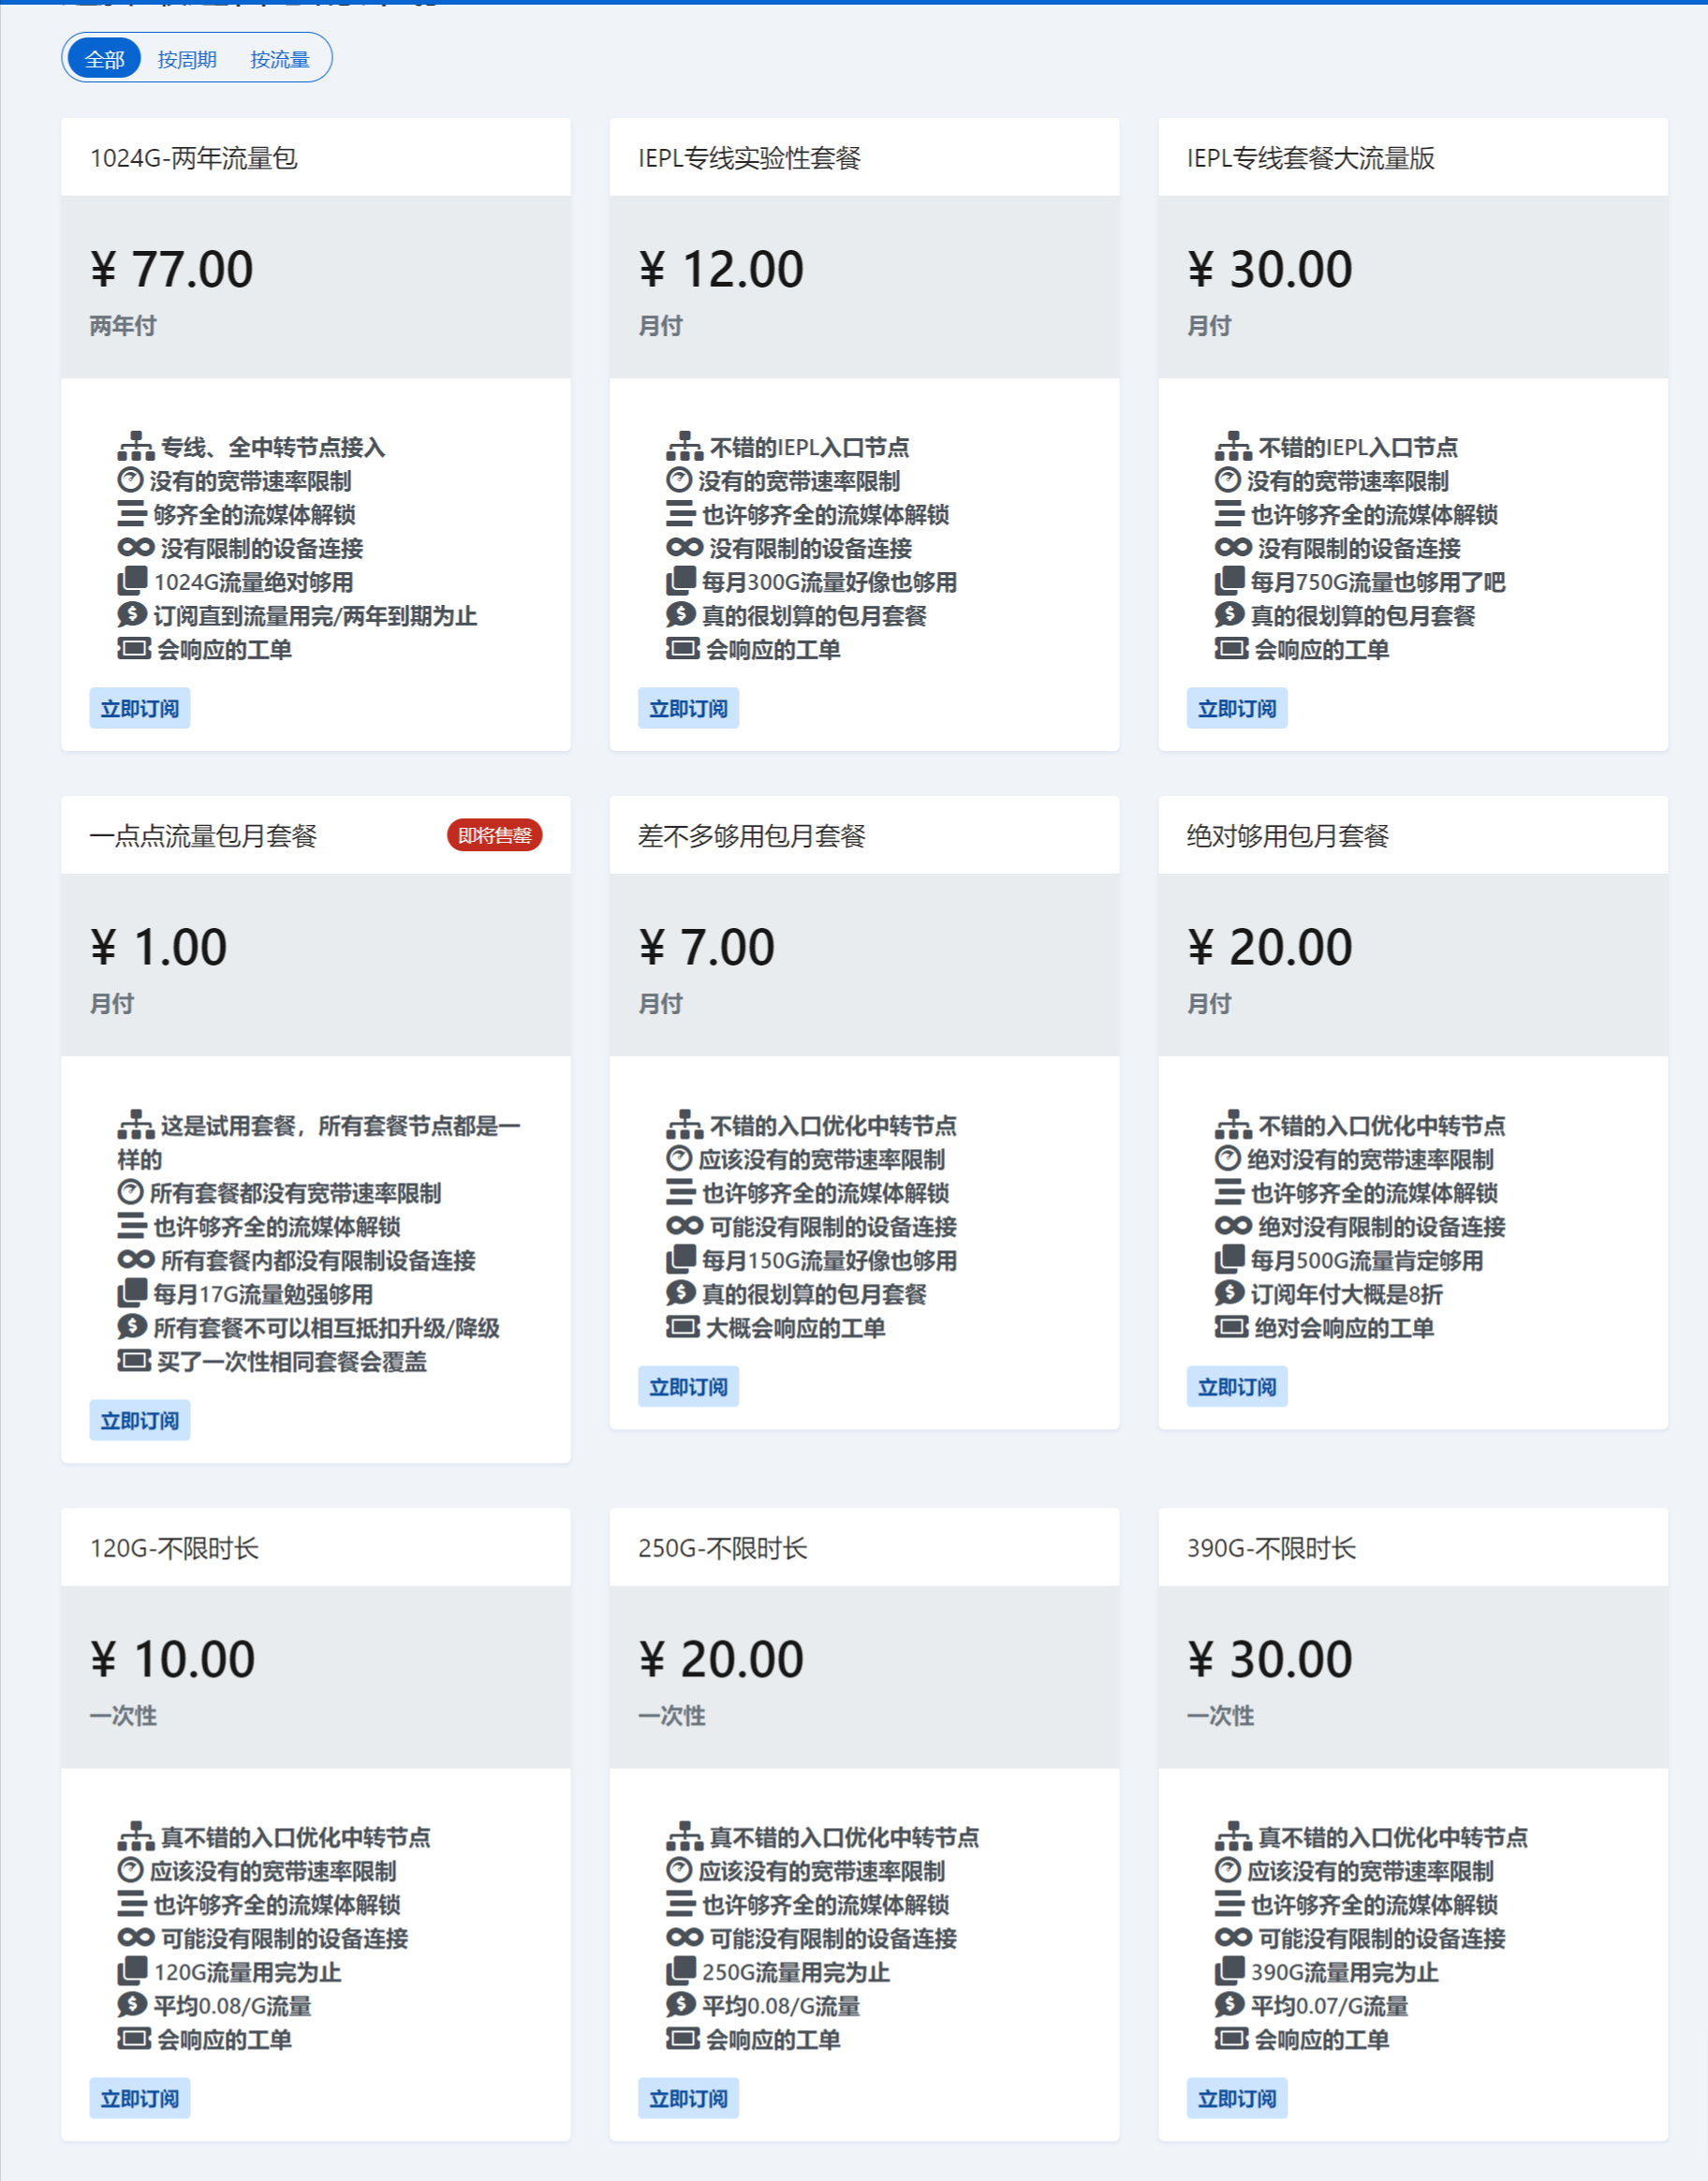 全部 按周期 按流量
1024G-两年流量包
¥ 77.00
两年付
专线、全中转节点接入
没有的宽带速率限制
够齐全的流媒体解锁
没有限制的设备连接
1024G流量绝对够用
订阅直到流量用完/两年到期为止
会响应的工单
立即订阅
IEPL专线实验性套餐
¥ 12.00
月付
不错的IEPL入口节点
没有的宽带速率限制
也许够齐全的流媒体解锁
没有限制的设备连接
每月300G流量好像也够用
真的很划算的包月套餐
会响应的工单
立即订阅
IEPL专线套餐大流量版
¥ 30.00
月付
不错的IEPL入口节点
没有的宽带速率限制
也许够齐全的流媒体解锁
没有限制的设备连接
每月750G流量也够用了吧
真的很划算的包月套餐
会响应的工单
立即订阅
一点点流量包月套餐 即将售罄
¥ 1.00
月付
这是试用套餐，所有套餐节点都是一
样的
所有套餐都没有宽带速率限制
也许够齐全的流媒体解锁
所有套餐内都没有限制设备连接
每月17G流量勉强够用
所有套餐不可以相互抵扣升级/降级
买了一次性相同套餐会覆盖
立即订阅
差不多够用包月套餐
¥ 7.00
月付
不错的入口优化中转节点
应该没有的宽带速率限制
也许够齐全的流媒体解锁
可能没有限制的设备连接
每月150G流量好像也够用
真的很划算的包月套餐
大概会响应的工单
立即订阅
绝对够用包月套餐
¥ 20.00
月付
不错的入口优化中转节点
绝对没有的宽带速率限制
也许够齐全的流媒体解锁
绝对没有限制的设备连接
每月500G流量肯定够用
订阅年付大概是8折
绝对会响应的工单
立即订阅
120G-不限时长
¥ 10.00
一次性
真不错的入口优化中转节点
应该没有的宽带速率限制
也许够齐全的流媒体解锁
可能没有限制的设备连接
120G流量用完为止
平均0.08/G流量
会响应的工单
立即订阅
250G-不限时长
¥ 20.00
一次性
真不错的入口优化中转节点
应该没有的宽带速率限制
也许够齐全的流媒体解锁
可能没有限制的设备连接
250G流量用完为止
平均0.08/G流量
会响应的工单
立即订阅
390G-不限时长
¥ 30.00
一次性
真不错的入口优化中转节点
应该没有的宽带速率限制
也许够齐全的流媒体解锁
可能没有限制的设备连接
390G流量用完为止
平均0.07/G流量
会响应的工单
立即订阅